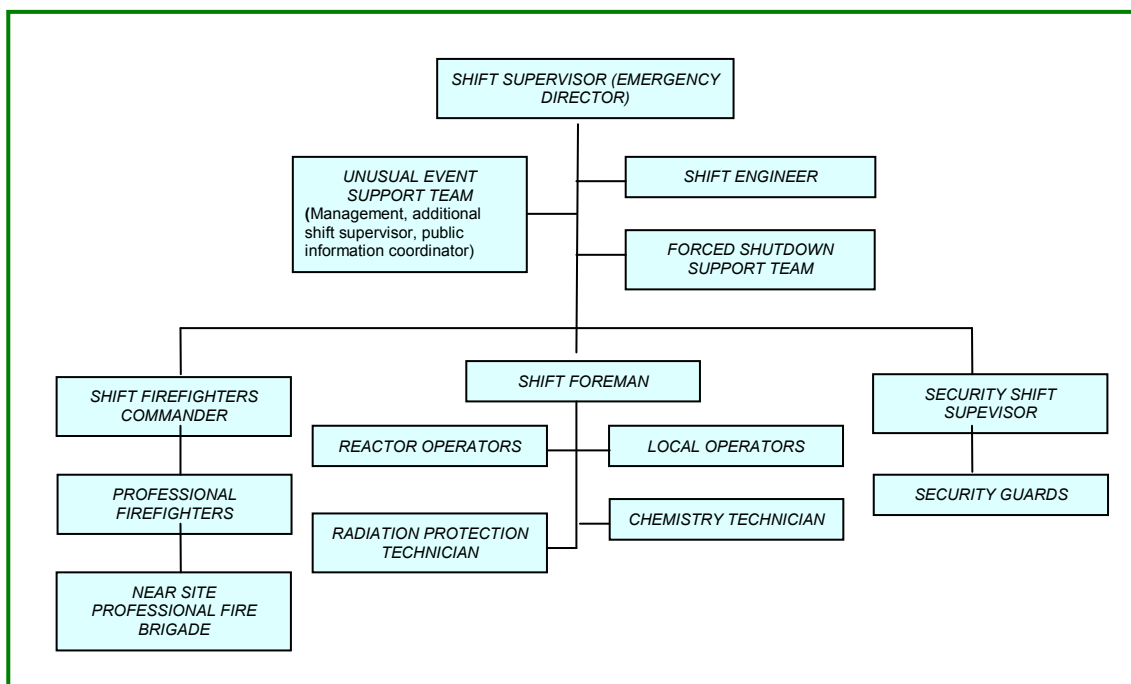 SHIFT SUPERVISOR (EMERGENCY
DIRECTOR)
UNUSUAL EVENT
SUPPORT TEAM
(Management, additional
shift supervisor, public
information coordinator)
SHIFT ENGINEER
FORCED SHUTDOWN
SUPPORT TEAM
SHIFT FIREFIGHTERS
COMMANDER
PROFESSIONAL
FIREFIGHTERS
NEAR SITE
PROFESSIONAL FIRE
BRIGADE
SHIFT FOREMAN
REACTOR OPERATORS
LOCAL OPERATORS
RADIATION PROTECTION
TECHNICIAN
CHEMISTRY TECHNICIAN
SECURITY SHIFT
SUPEVISOR
SECURITY GUARDS